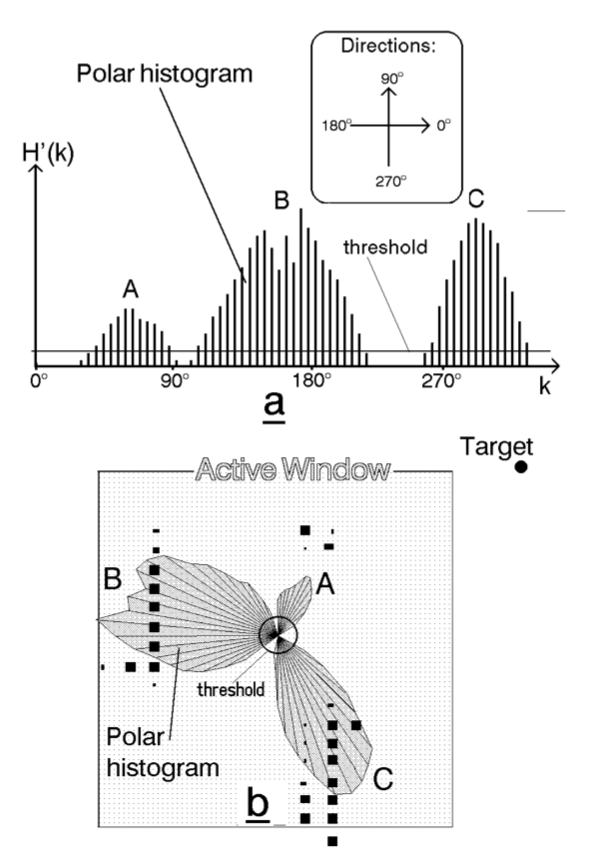 Directions:
90°
180°
0°
270°
Polar histogram
H'(k)
A
B
C
threshold
0°
90°
180°
270°
k
a
Target
Active Window
B
A
threshold
Polar
histogram
C
b